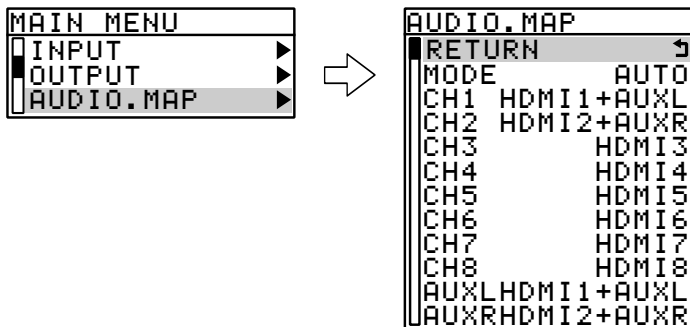 MAIN MENU
INPUT
OUTPUT
AUDIO.MAP
AUDIO.MAP
RETURN
MODE AUTO
CH1 HDMI1+AUXL
CH2 HDMI2+AUXR
CH3 HDMI3
CH4 HDMI4
CH5 HDMI5
CH6 HDMI6
CH7 HDMI7
CH8 HDMI8
AUXLHDMI1+AUXL
AUXRHDMI2+AUXR